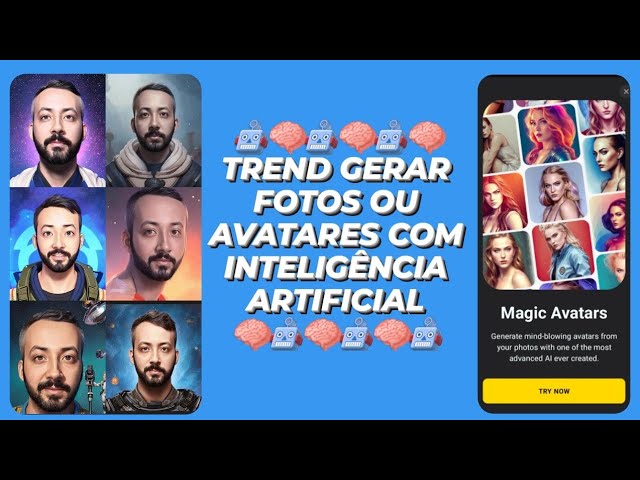 TREND GERAR
FOTOS OU
AVATARES COM
INTELIGÊNCIA
ARTIFICIAL
Magic Avatars
Generate mind-blowing avatars from
your photos with one of the most
advanced AI ever created.
TRY NOW